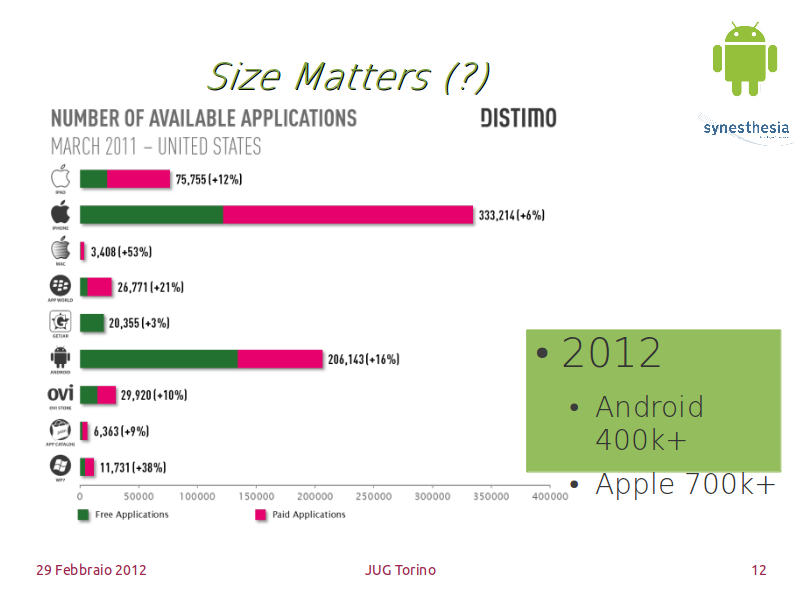 Size Matters (?)
NUMBER OF AVAILABLE APPLICATIONS
DISTIMO
MARCH 2011 – UNITED STATES
synesthesia
IPAD
75,755 (+12%)
IPHONE
333,214 (+6%)
MAC
3,408 (+53%)
APP WORLD
26,771 (+21%)
GETJAR
20,355 (+3%)
ANDROID
206,143 (+16%)
OVI
OVI STORE
29,920 (+10%)
APP CATALOG
6,363 (+9%)
WP7
11,731 (+38%)
0 50000 100000 150000 200000 250000 300000 350000 400000
Free Applications Paid Applications
• 2012
• Android
400k+
• Apple 700k+
29 Febbraio 2012 JUG Torino 12